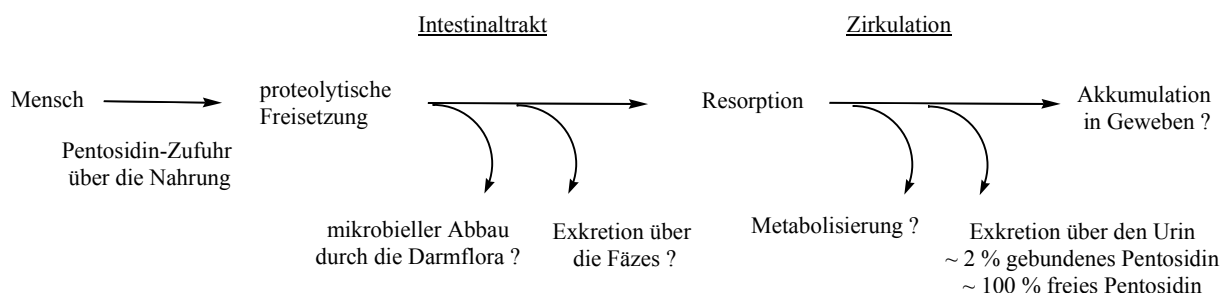 Intestinaltrakt
Zirkulation
Mensch
proteolytische
Freisetzung
Resorption
Akkumulation
in Geweben ?
Pentosidin-Zufuhr
über die Nahrung
mikrobieller Abbau
durch die Darmflora ?
Exkretion über
die Fäzes ?
Metabolisierung ?
Exkretion über den Urin
~ 2 % gebundenes Pentosidin
~ 100 % freies Pentosidin